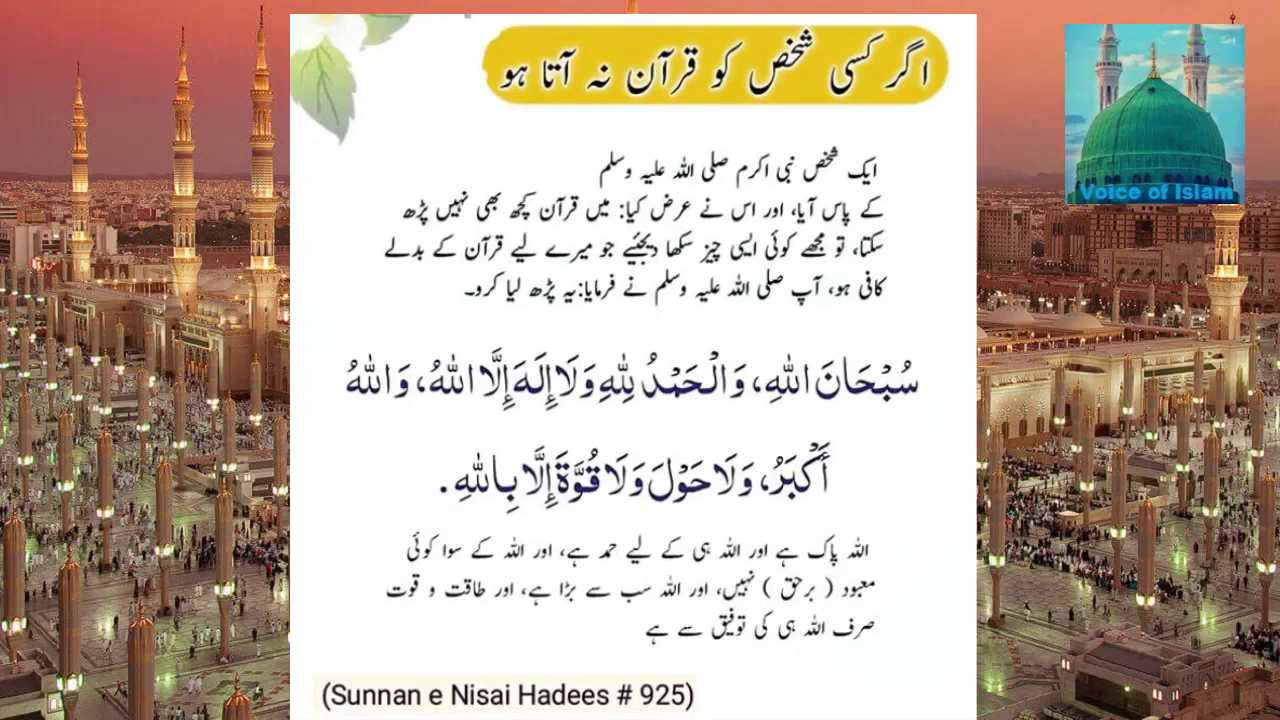 اگر کسی شخص کو قرآن نہ آتا ہو
Voice of Islam
ایک شخص نبی اکرم صلی اللہ علیہ وسلم
کے پاس آیا، اور اس نے عرض کیا: میں قرآن کچھ بھی نہیں پڑھ
سکتا، تو مجھے کوئی ایسی چیز سکھا دیجئیے جو میرے لیے قرآن کے بدلے
کافی ہو، آپ صلی اللہ علیہ وسلم نے فرمایا:یہ پڑھ لیا کرو۔
سُبْحَانَ اللهِ، وَالْحَمْدُ لِلَّهِ وَلَا إِلَهَ إِلَّا اللهُ، وَاللهُ
أَكْبَرُ، وَلَا حَوْلَ وَلَا قُوَّةَ إِلَّا بِاللهِ.
اللہ پاک ہے اور اللہ ہی کے لیے حمد ہے، اور اللہ کے سوا کوئی
معبود ( برحق ) نہیں، اور اللہ سب سے بڑا ہے، اور طاقت و قوت
صرف اللہ ہی کی توفیق سے ہے
(Sunnan e Nisai Hadees # 925)